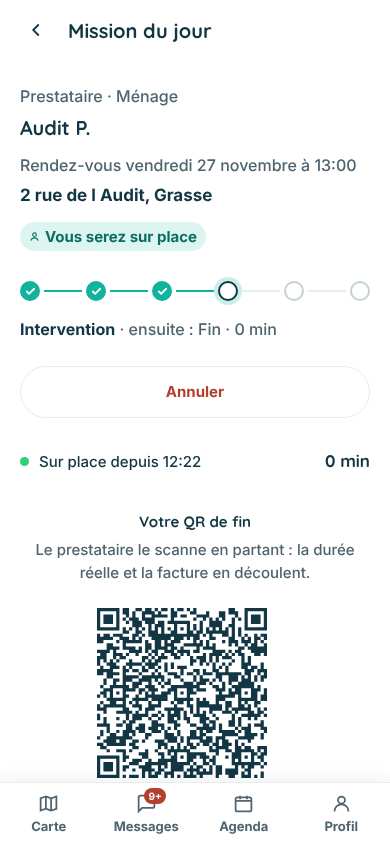 Mission du jour
Prestataire · Ménage
Audit P.
Rendez-vous vendredi 27 novembre à 13:00
2 rue de l Audit, Grasse
Vous serez sur place
Intervention · ensuite : Fin · 0 min
Annuler
Sur place depuis 12:22
0 min
Votre QR de fin
Le prestataire le scanne en partant : la durée
réelle et la facture en découlent.
9+
Carte
Messages
Agenda
Profil